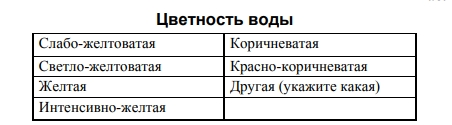 Цветность воды
Слабо-желтоватая Коричневатая
Светло-желтоватая Красно-коричневатая
Желтая Другая (укажите какая)
Интенсивно-желтая